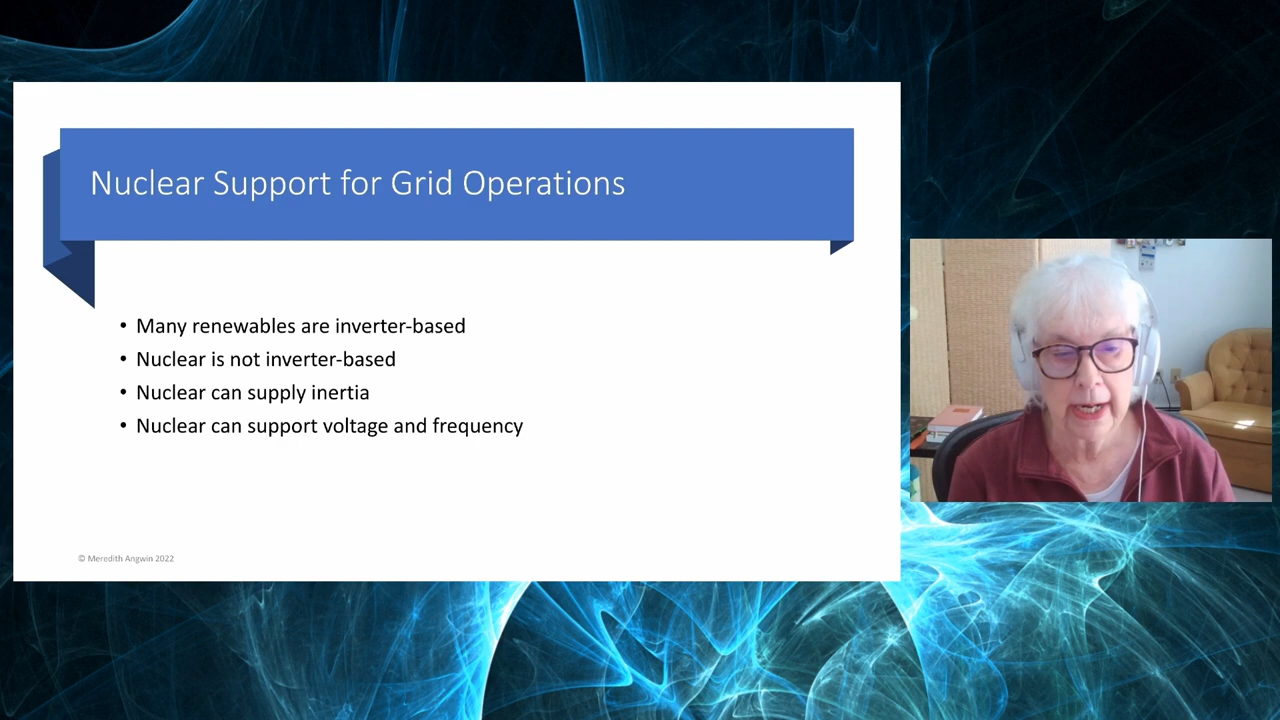 Nuclear Support for Grid Operations
• Many renewables are inverter-based
• Nuclear is not inverter-based
• Nuclear can supply inertia
• Nuclear can support voltage and frequency
© Meredith Angwin 2022